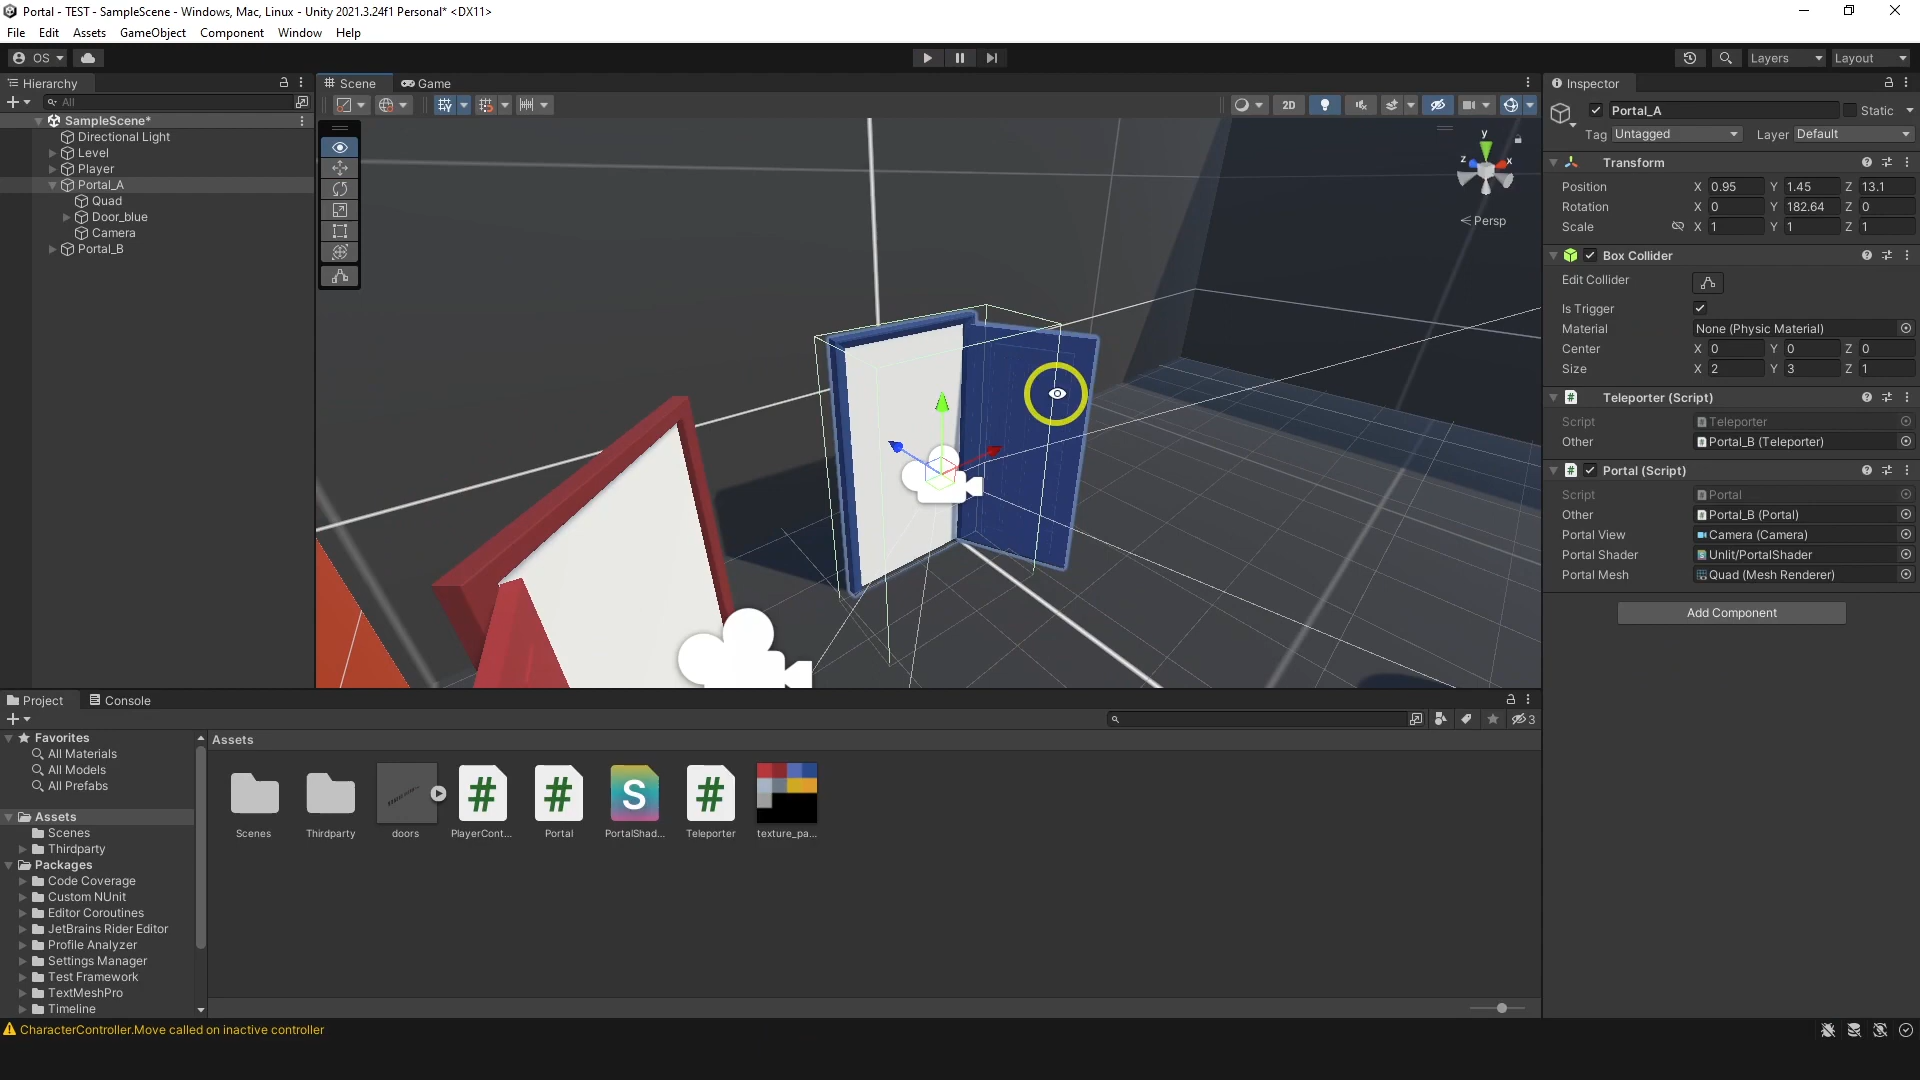 Portal - TEST - SampleScene - Windows, Mac, Linux - Unity 2021.3.24f1 Personal* <DX11>
File Edit Assets GameObject Component Window Help
OS
Layers
Layout
Hierarchy
All
SampleScene*
Directional Light
Level
Player
Portal_A
Quad
Door_blue
Camera
Portal_B
Scene
Game
2D
y
z
x
Persp
Inspector
Portal_A
Static
Tag Untagged
Layer Default
Transform
Position X 0.95 Y 1.45 Z 13.1
Rotation X 0 Y 182.64 Z 0
Scale X 1 Y 1 Z 1
Box Collider
Edit Collider
Is Trigger
Material None (Physic Material)
Center X 0 Y 0 Z 0
Size X 2 Y 3 Z 1
Teleporter (Script)
Script Teleporter
Other Portal_B (Teleporter)
Portal (Script)
Script Portal
Other Portal_B (Portal)
Portal View Camera (Camera)
Portal Shader Unlit/PortalShader
Portal Mesh Quad (Mesh Renderer)
Add Component
Project
Console
3
Favorites
All Materials
All Models
All Prefabs
Assets
Scenes
Thirdparty
Packages
Code Coverage
Custom NUnit
Editor Coroutines
JetBrains Rider Editor
Profile Analyzer
Settings Manager
Test Framework
TextMeshPro
Timeline
Assets
Scenes
Thirdparty
doors
PlayerCont...
Portal
PortalShad...
Teleporter
texture_pa...
CharacterController.Move called on inactive controller